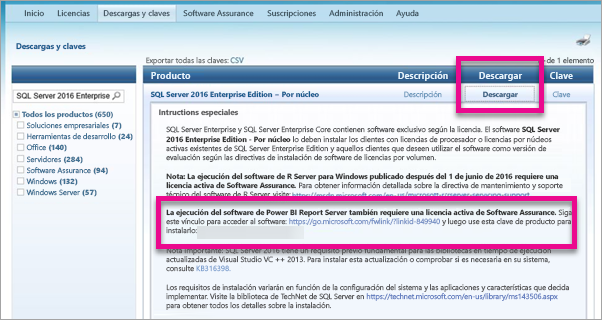 Inicio Licencias Descargas y claves Software Assurance Suscripciones Administración Ayuda
Descargas y claves
Exportar todas las claves: CSV
de 1 elemento
Producto Descripción Descargar Clave
SQL Server 2016 Enterprise
SQL Server 2016 Enterprise Edition – Por núcleo Descripción Descargar Clave
Todos los productos (650)
Soluciones empresariales (7)
Herramientas de desarrollo (24)
Office (140)
Servidores (284)
Software Assurance (94)
Windows (132)
Windows Server (57)
Intructions especiales
SQL Server Enterprise y SQL Server Enterprise Core contienen software exclusivo según la licencia. El software SQL Server
2016 Enterprise Edition - Por núcleo lo deben instalar los clientes con licencias de procesador o licencias por núcleos
activas existentes de SQL Server Enterprise Edition y aquellos clientes que deseen utilizar el software como versión de
evaluación según las directivas de instalación de software de licencias por volumen.
Nota: La ejecución del software de R Server para Windows publicado después del 1 de junio de 2016 requiere una
licencia activa de Software Assurance. Para obtener información detallada sobre la directiva de mantenimiento y soporte
técnico del software de R Server, visite:
La ejecución del software de Power BI Report Server también requiere una licencia activa de Software Assurance. Siga
este vínculo para acceder al software: https://go.microsoft.com/fwlink/?linkid-849940 y luego use esta clave de producto para
instalarlo:
Nota Importante: SQL Server 2016 tiene un requisito previo fundamental para las bibliotecas en tiempo de ejecución
actualizadas de Visual Studio VC ++ 2013. Para instalar esta actualización o comprobar si es necesaria en su sistema,
consulte KB316398.
Los requisitos de instalación variarán en función de la configuración del sistema y las aplicaciones y características que decida
implementar. Visite la biblioteca de TechNet de SQL Server en https://technet.microsoft.com/en-us/library/ms143506.aspx
para obtener todos los detalles sobre la instalación.